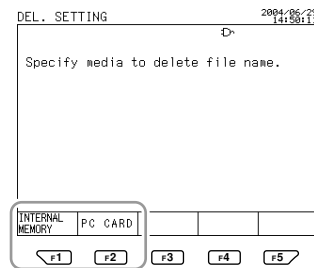 DEL. SETTING
2004/06/29
14:50:1
Specify media to delete file name.
INTERNAL
MEMORY
PC CARD
F1 F2 F3 F4 F5